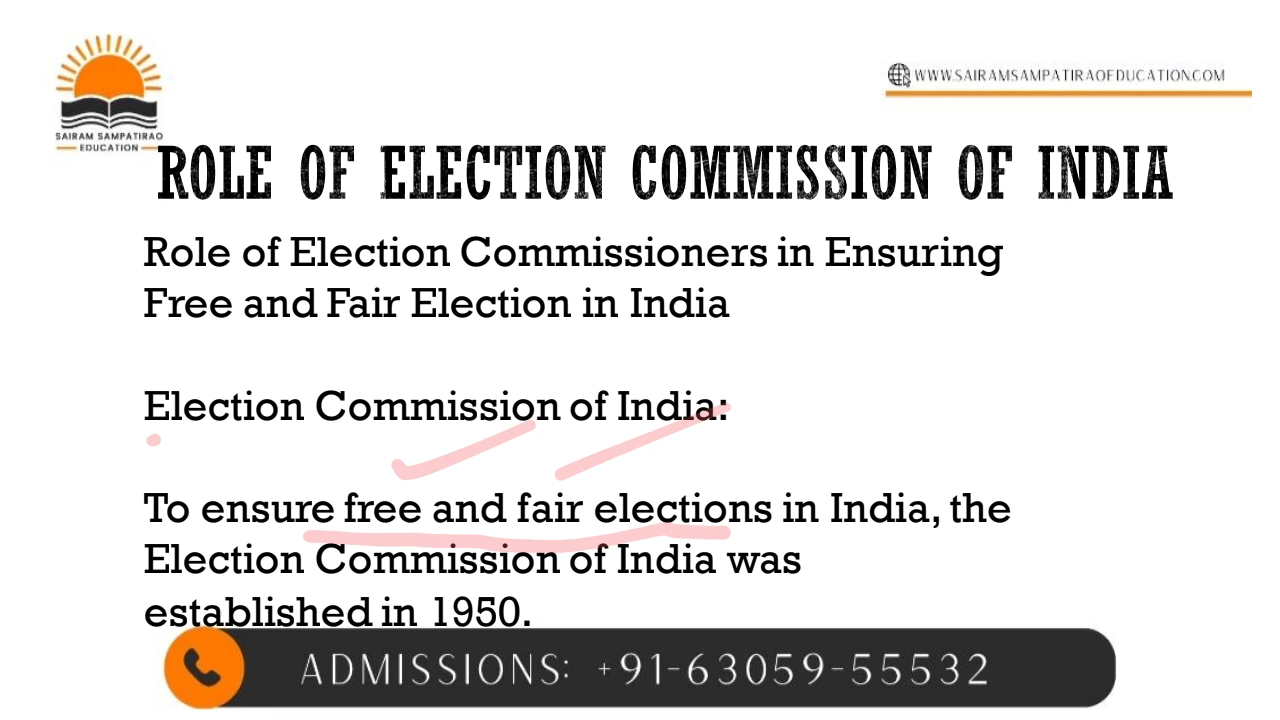 WWW.SAIRAMSAMPATIRAOEDUCATION.COM
SAIRAM SAMPATIRAO
EDUCATION
ROLE OF ELECTION COMMISSION OF INDIA
Role of Election Commissioners in Ensuring
Free and Fair Election in India
Election Commission of India:
To ensure free and fair elections in India, the
Election Commission of India was
established in 1950.
ADMISSIONS: +91-63059-55532